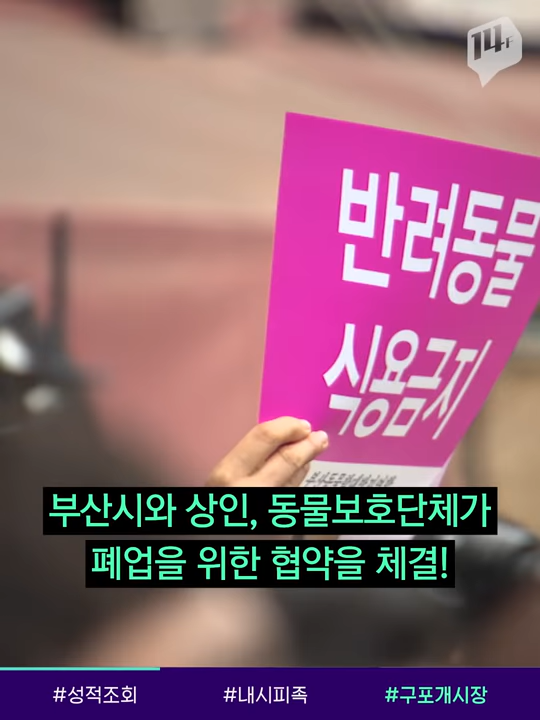 14F
반려동물
식용금지
부산시와 상인, 동물보호단체가
폐업을 위한 협약을 체결!
#성적조회 #내시피족 #구포개시장